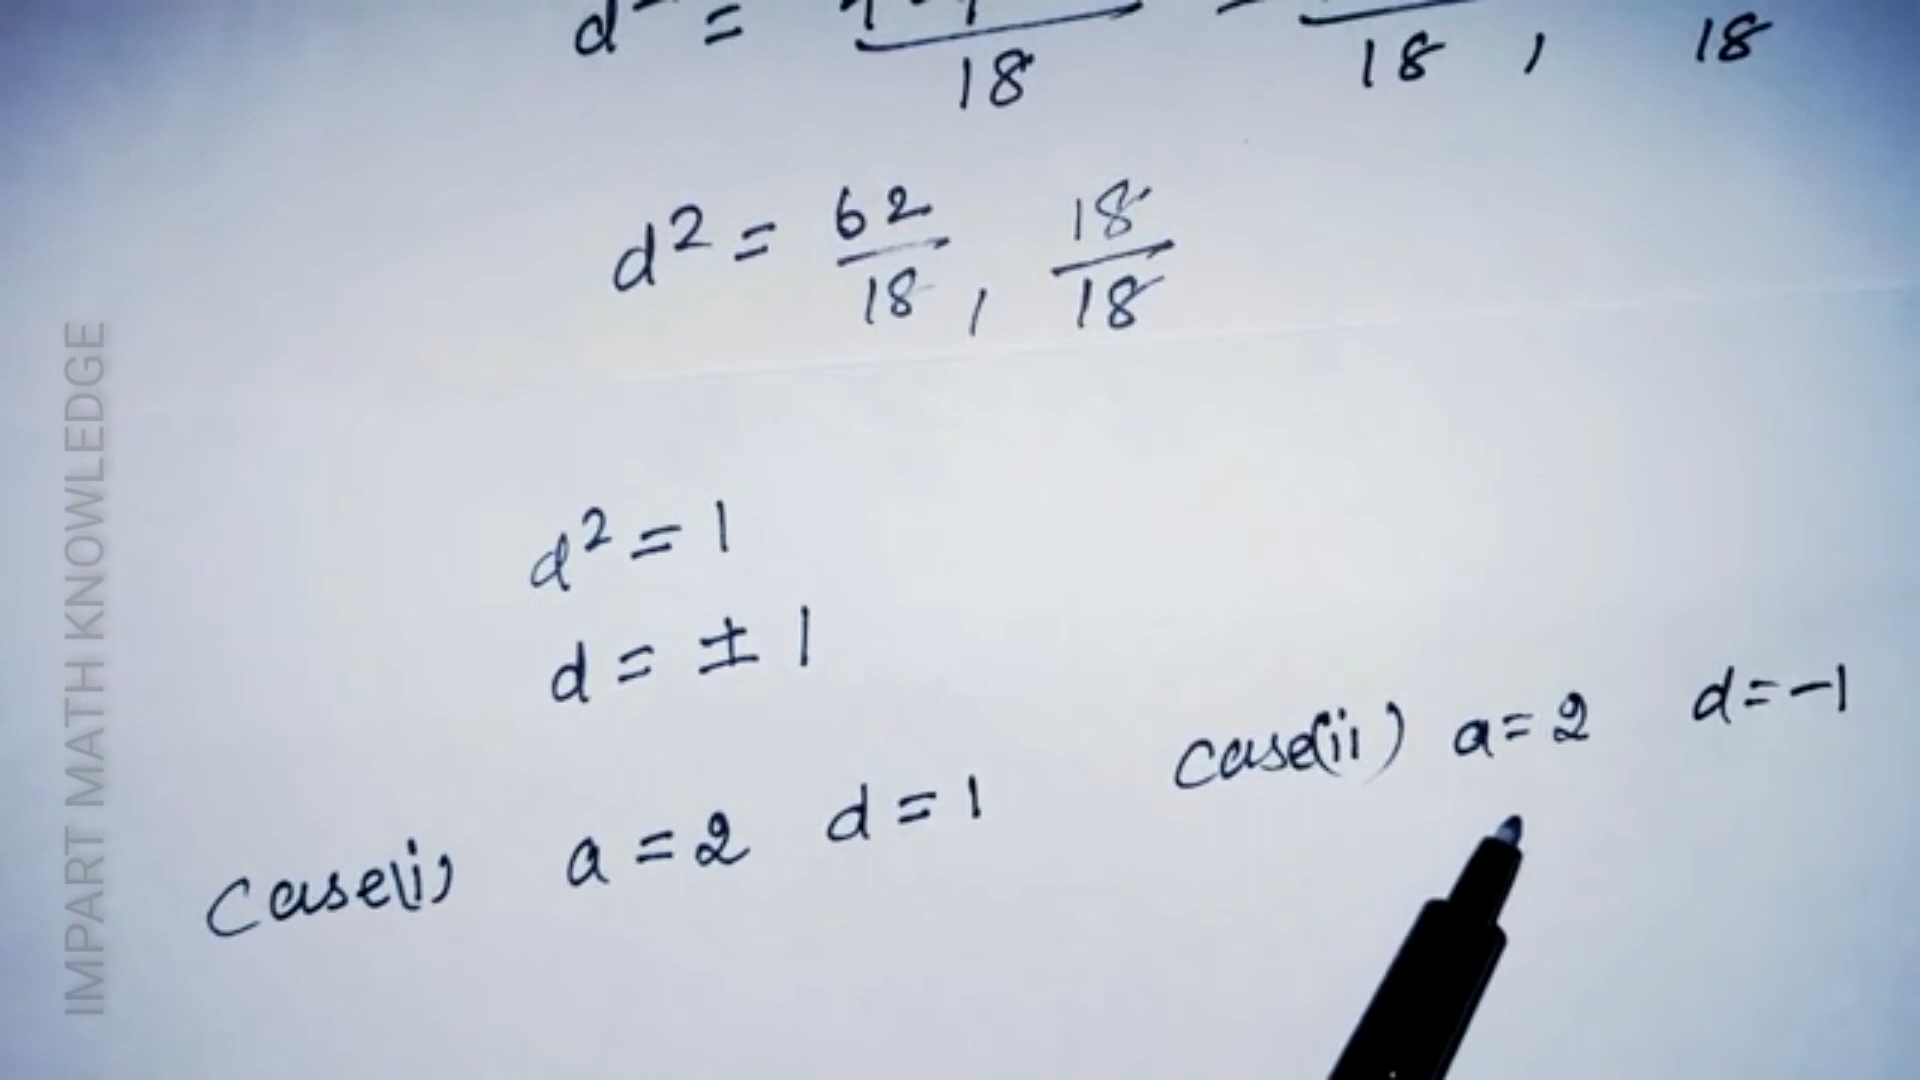 d² = 18 18 , 18
d² = 62/18 , 18/18
d² = 1
d = ± 1
Case(i) a = 2 d = 1
Case(ii) a = 2 d = -1
IMPART MATH KNOWLEDGE